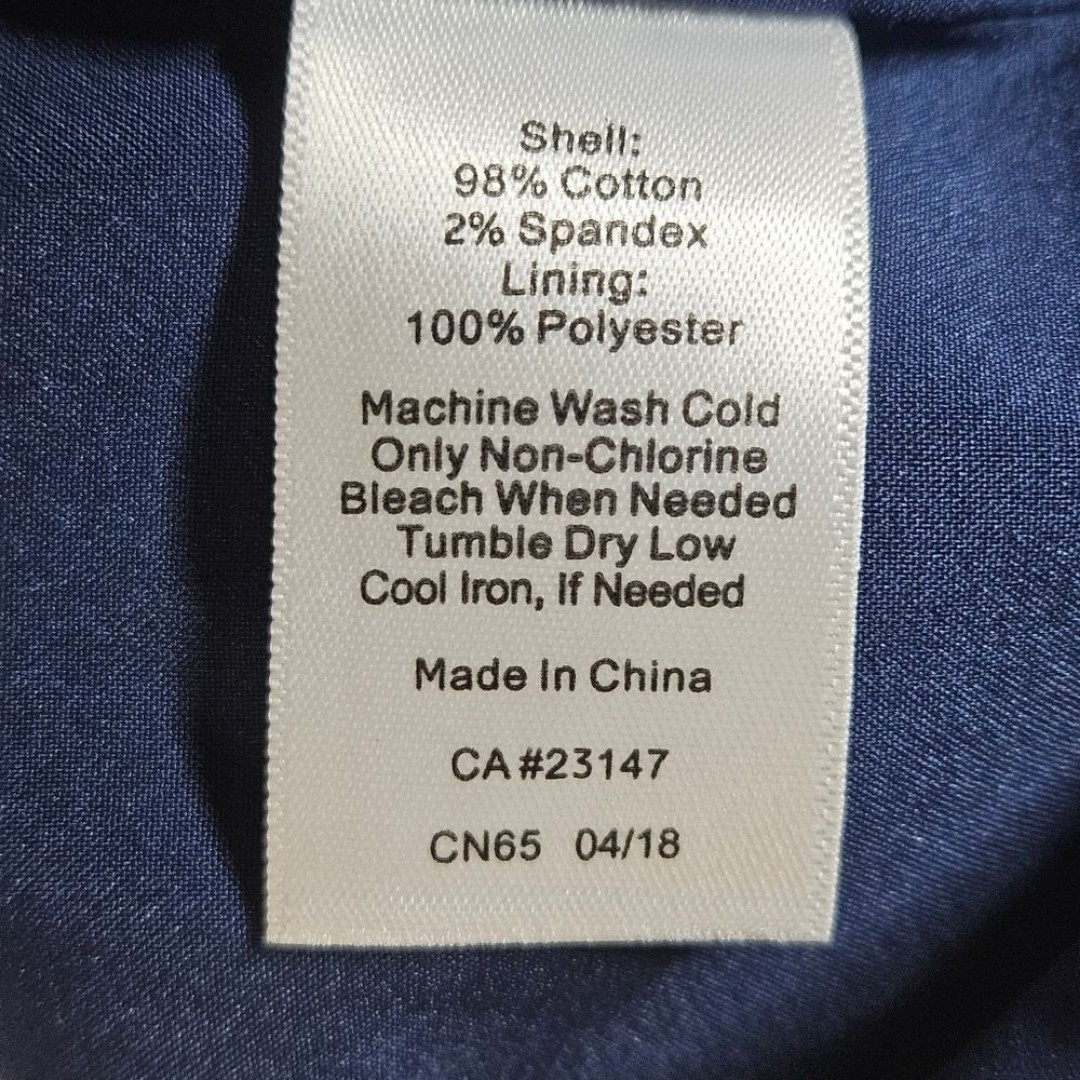 Shell:
98% Cotton
2% Spandex
Lining:
100% Polyester
Machine Wash Cold
Only Non-Chlorine
Bleach When Needed
Tumble Dry Low
Cool Iron, If Needed
Made In China
CA#23147
CN65 04/18